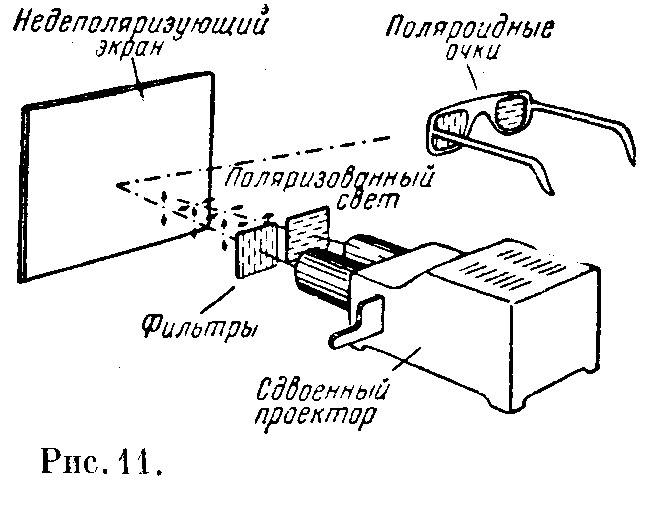 Недеполяризующий
экран
Поляроидные
очки
Поляризованный
свет
Фильтры
Сдвоенный
проектор
Рис. 11.